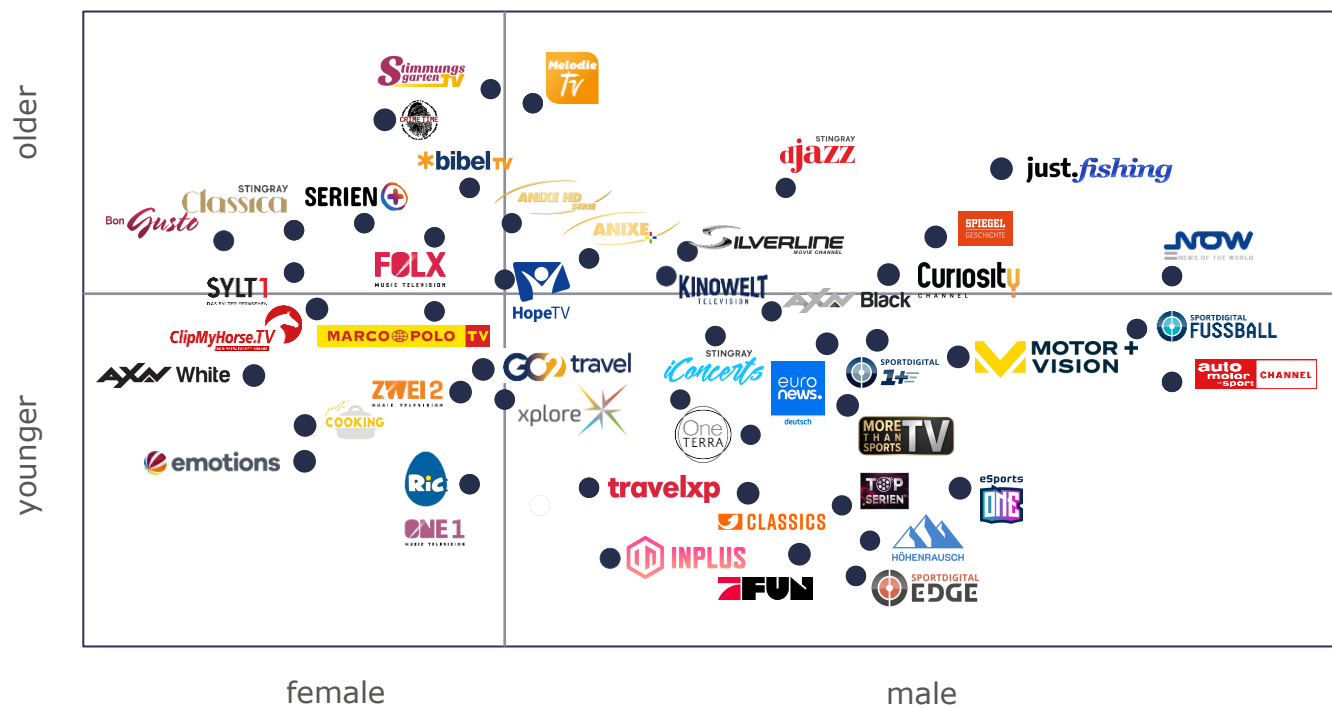 older
Stimmungs
gartenTV
Melodie
TV
CRIME TIME
*bibelTV
STINGRAY
djazz
just.fishing
STINGRAY
Classica
SERIEN+
ANIXE HD
SERIE
Bon Gusto
ANIXE+
SILVERLINE
MOVIE CHANNEL
SPIEGEL
GESCHICHTE
NOW
NEWS OF THE WORLD
FOLX
MUSIC TELEVISION
SYLT1
HopeTV
KINOWELT
TELEVISION
AXN Black
Curiosity
CHANNEL
ClipMyHorse.TV
MARCO POLO TV
SPORTDIGITAL
FUSSBALL
AXN White
GO2 travel
STINGRAY
iConcerts
euro
news.
deutsch
SPORTDIGITAL
1+
MOTOR+
VISION
auto
motor
und
sport
CHANNEL
ZWEI 2
MUSIC TELEVISION
just
COOKING
xplore
One
TERRA
MORE
THAN
SPORTS
TV
emotions
RiC
travelxp
TOP
SERIEN
eSports
ONE
ONE 1
MUSIC TELEVISION
CLASSICS
HÖHENRAUSCH
INPLUS
7FUN
SPORTDIGITAL
EDGE
younger
female
male